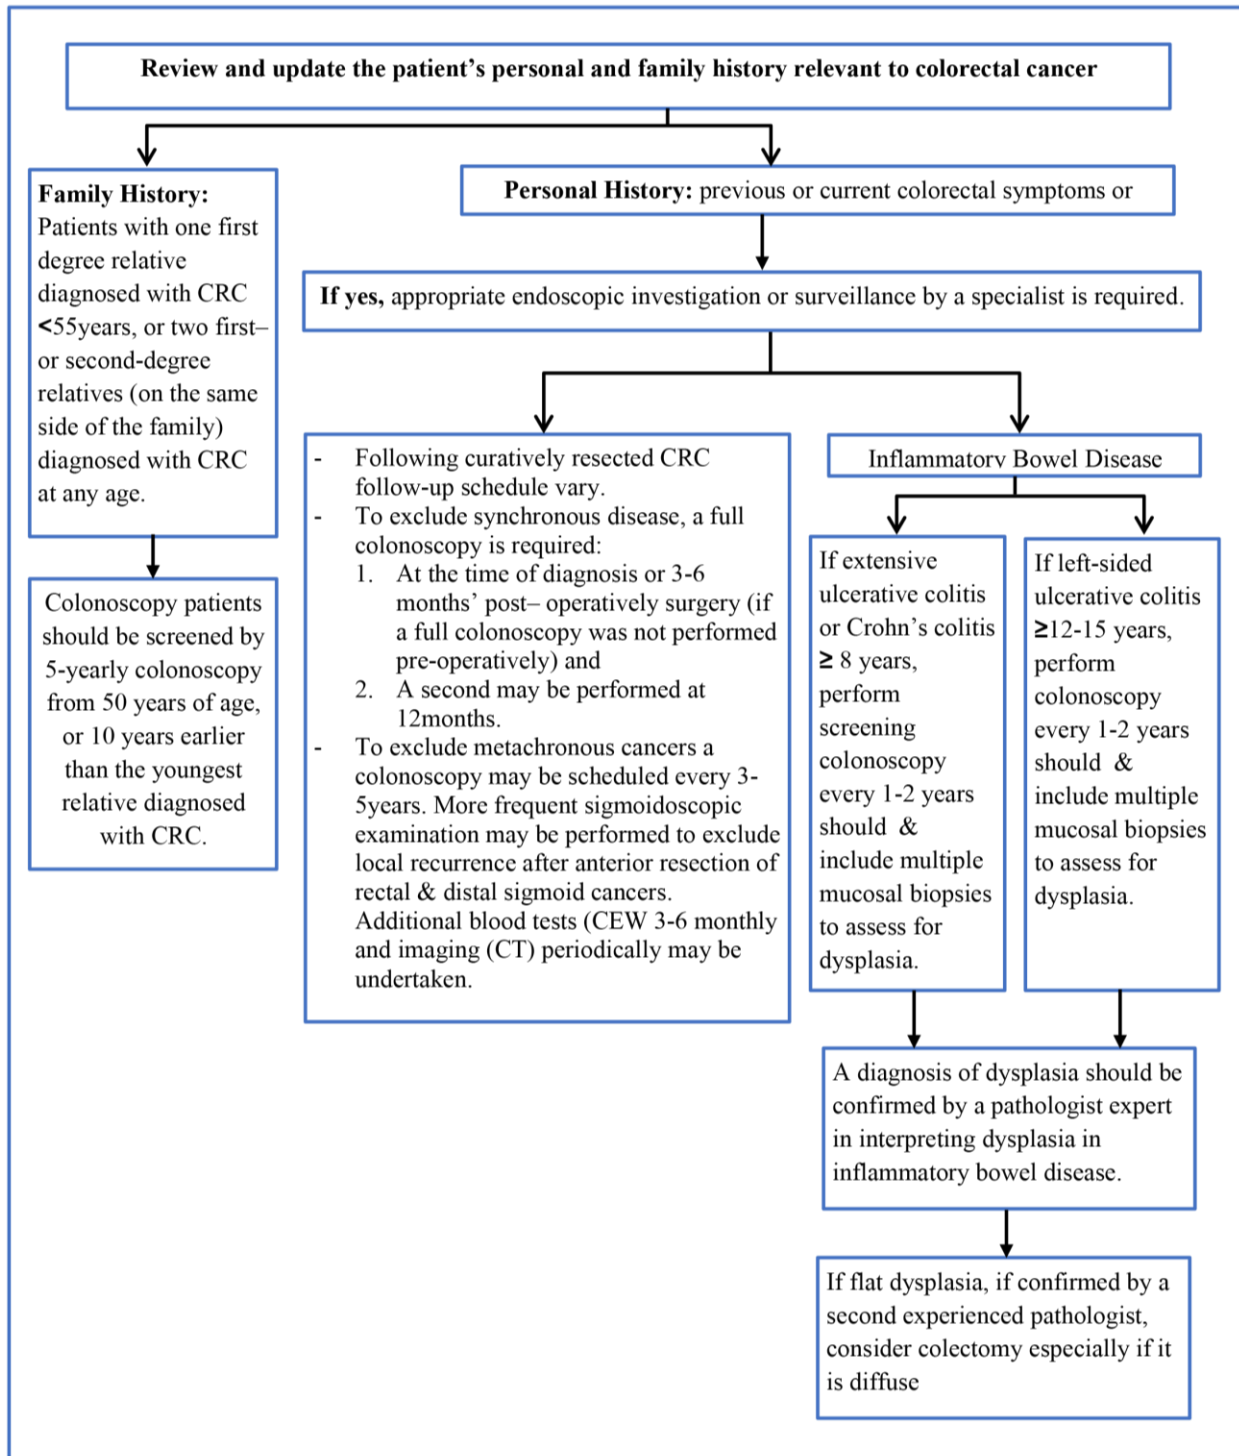 Review and update the patient's personal and family history relevant to colorectal cancer
Family History:
Patients with one first
degree relative
diagnosed with CRC
<55years, or two first–
or second-degree
relatives (on the same
side of the family)
diagnosed with CRC
at any age.
Colonoscopy patients
should be screened by
5-yearly colonoscopy
from 50 years of age,
or 10 years earlier
than the youngest
relative diagnosed
with CRC.
Personal History: previous or current colorectal symptoms or
If yes, appropriate endoscopic investigation or surveillance by a specialist is required.
- Following curatively resected CRC
follow-up schedule vary.
- To exclude synchronous disease, a full
colonoscopy is required:
1. At the time of diagnosis or 3-6
months' post– operatively surgery (if
a full colonoscopy was not performed
pre-operatively) and
2. A second may be performed at
12months.
- To exclude metachronous cancers a
colonoscopy may be scheduled every 3-
5years. More frequent sigmoidoscopic
examination may be performed to exclude
local recurrence after anterior resection of
rectal & distal sigmoid cancers.
Additional blood tests (CEW 3-6 monthly
and imaging (CT) periodically may be
undertaken.
Inflammatory Bowel Disease
If extensive
ulcerative colitis
or Crohn's colitis
≥ 8 years,
perform
screening
colonoscopy
every 1-2 years
should &
include multiple
mucosal biopsies
to assess for
dysplasia.
If left-sided
ulcerative colitis
≥12-15 years,
perform
colonoscopy
every 1-2 years
should &
include multiple
mucosal biopsies
to assess for
dysplasia.
A diagnosis of dysplasia should be
confirmed by a pathologist expert
in interpreting dysplasia in
inflammatory bowel disease.
If flat dysplasia, if confirmed by a
second experienced pathologist,
consider colectomy especially if it
is diffuse